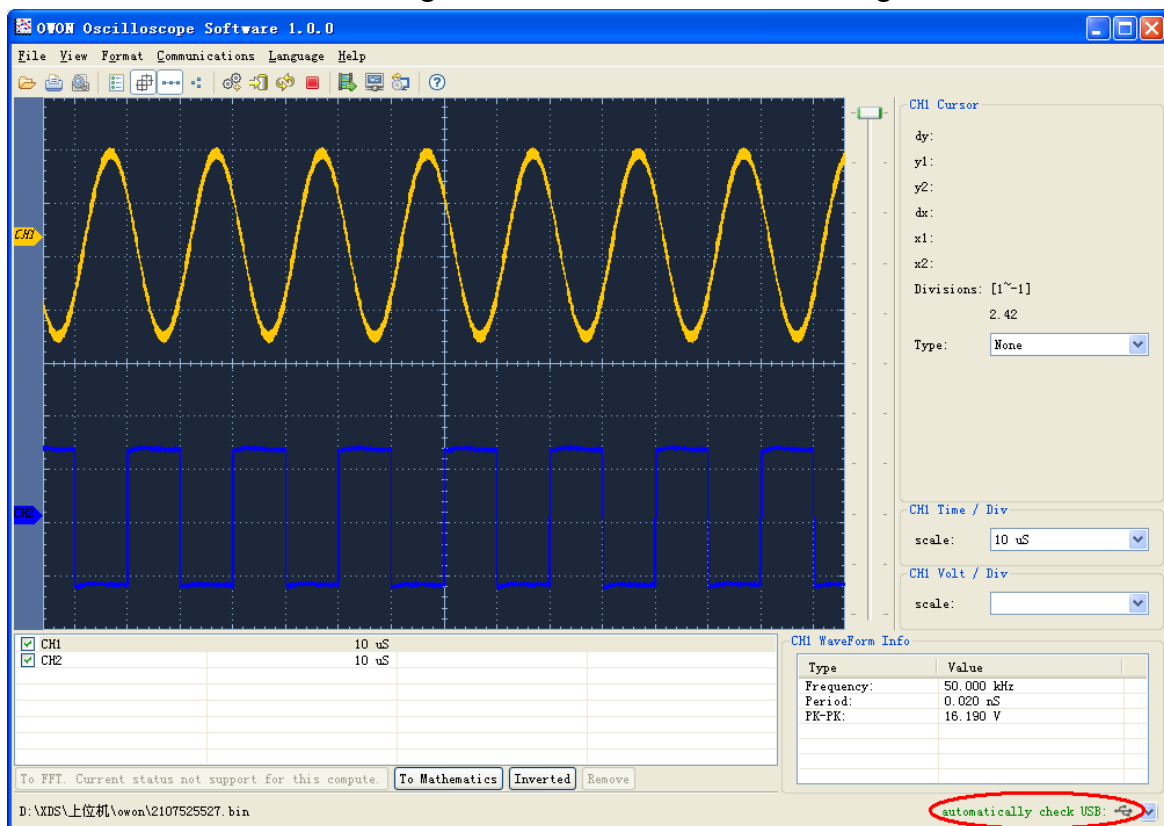 OWON Oscilloscope Software 1.0.0
File View Format Communications Language Help
CH1 Cursor
dy:
y1:
y2:
dx:
x1:
x2:
Divisions: [1~-1]
2.42
Type: None
CH1
CH2
CH1 Time / Div
scale: 10 uS
CH1 Volt / Div
scale:
CH1 10 uS
CH2 10 uS
CH1 WaveForm Info
Type Value
Frequency: 50.000 kHz
Period: 0.020 mS
PK-PK: 16.190 V
To FFT. Current status not support for this compute. To Mathematics Inverted Remove
D:\XDS\上位机\owon\2107525527.bin
automatically check USB: